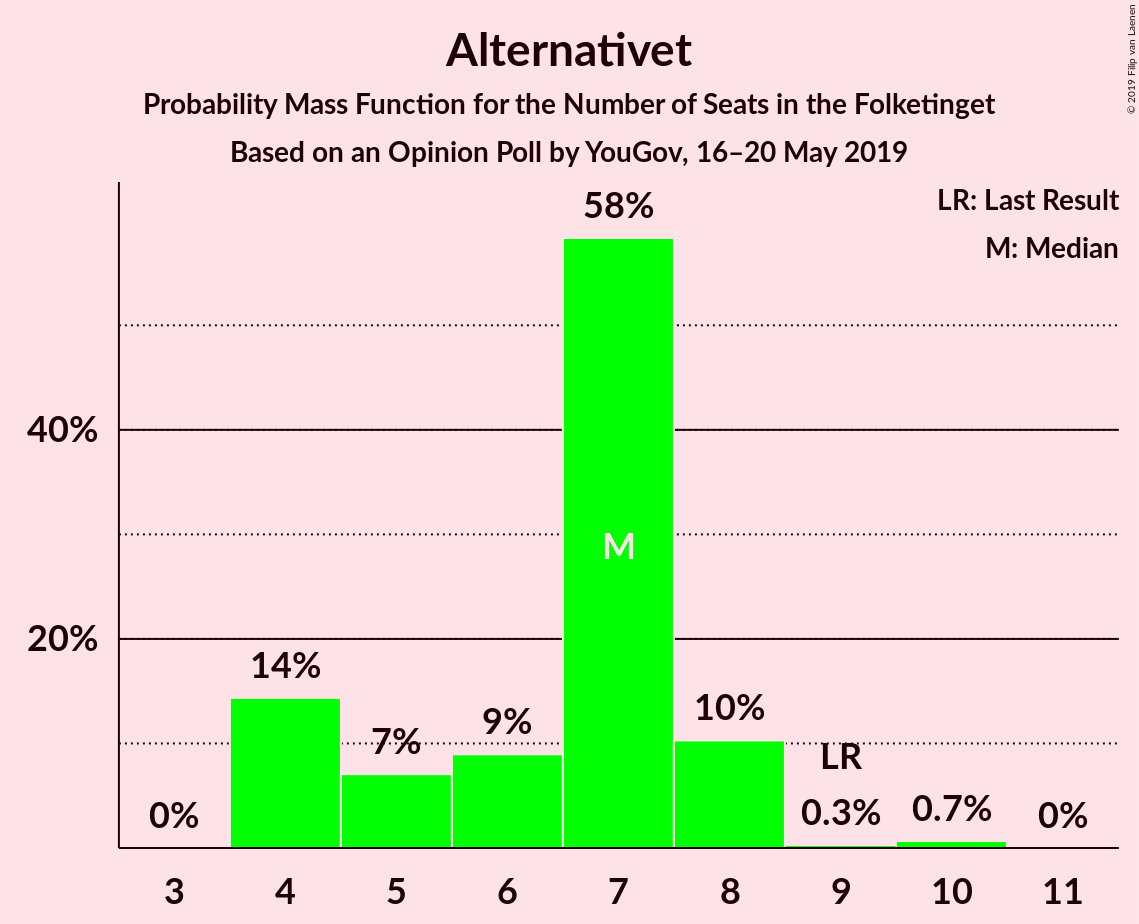 Alternativet
Probability Mass Function for the Number of Seats in the Folketinget
Based on an Opinion Poll by YouGov, 16–20 May 2019
© 2019 Filip van Laenen
LR: Last Result
M: Median
58%
40%
M
20%
14%
7%
9%
10%
LR
0%
0.3%
0.7%
0%
3 4 5 6 7 8 9 10 11